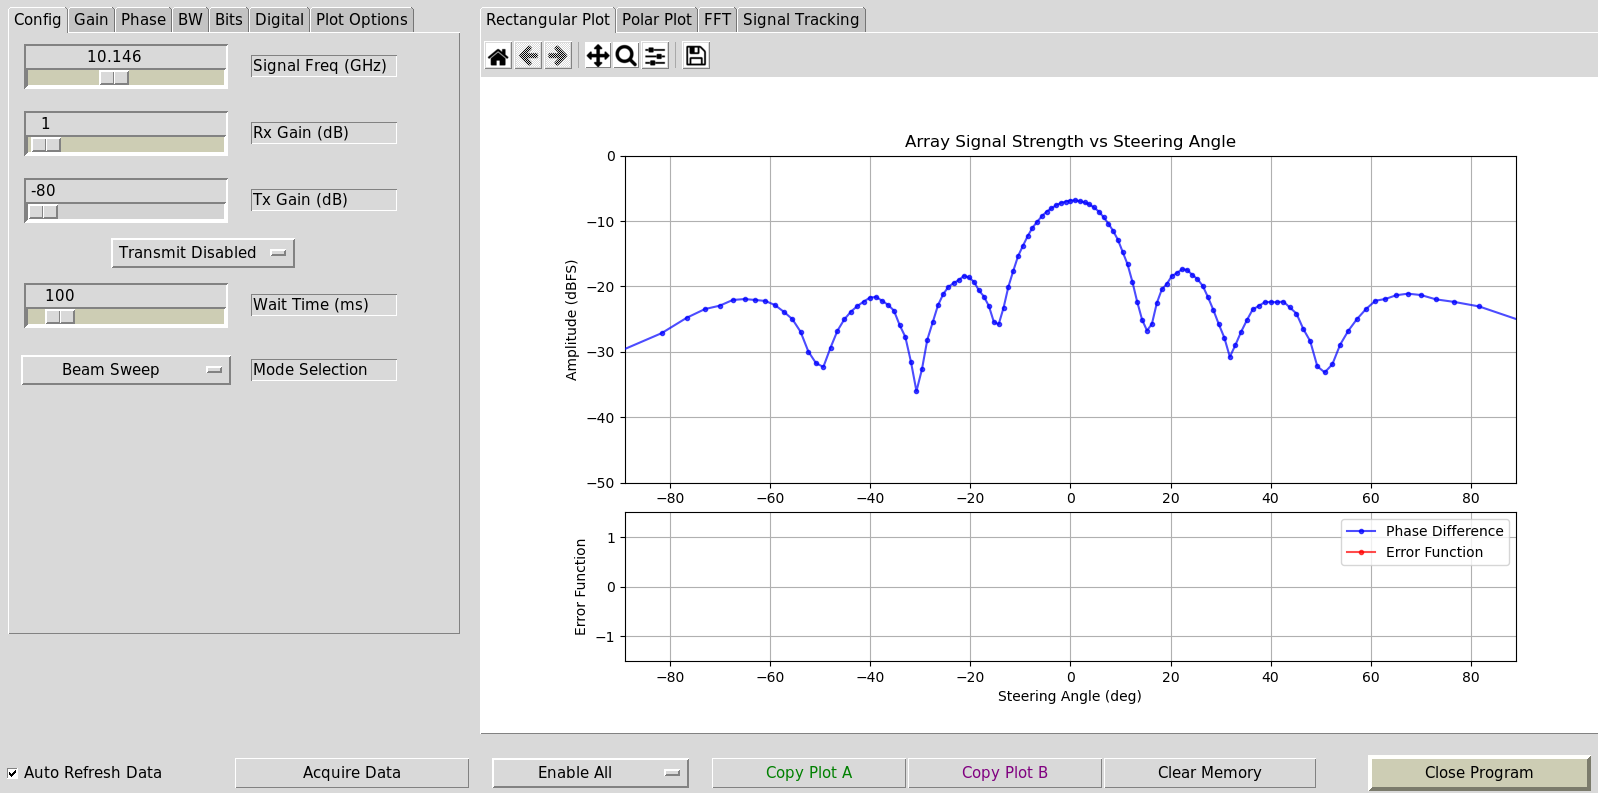 Config Gain Phase BW Bits Digital Plot Options
10.146
Signal Freq (GHz)
1
Rx Gain (dB)
-80
Tx Gain (dB)
Transmit Disabled
100
Wait Time (ms)
Beam Sweep
Mode Selection
Rectangular Plot Polar Plot FFT Signal Tracking
Array Signal Strength vs Steering Angle
Amplitude (dBFS)
0
−10
−20
−30
−40
−50
−80 −60 −40 −20 0 20 40 60 80
Error Function
1
0
−1
Phase Difference
Error Function
−80 −60 −40 −20 0 20 40 60 80
Steering Angle (deg)
Auto Refresh Data Acquire Data Enable All Copy Plot A Copy Plot B Clear Memory Close Program